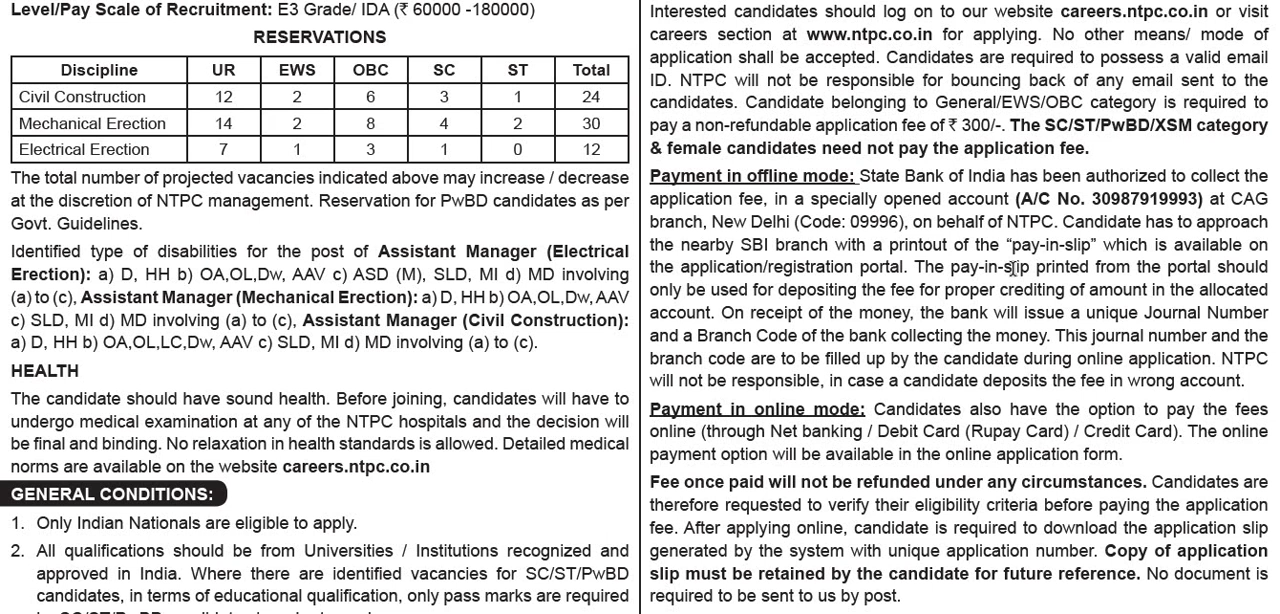 Level/Pay Scale of Recruitment: E3 Grade/ IDA (₹ 60000 -180000)
RESERVATIONS
Discipline UR EWS OBC SC ST Total
Civil Construction 12 2 6 3 1 24
Mechanical Erection 14 2 8 4 2 30
Electrical Erection 7 1 3 1 0 12
The total number of projected vacancies indicated above may increase / decrease
at the discretion of NTPC management. Reservation for PwBD candidates as per
Govt. Guidelines.
Identified type of disabilities for the post of Assistant Manager (Electrical
Erection): a) D, HH b) OA,OL,Dw, AAV c) ASD (M), SLD, MI d) MD involving
(a) to (c), Assistant Manager (Mechanical Erection): a) D, HH b) OA,OL,Dw, AAV
c) SLD, MI d) MD involving (a) to (c), Assistant Manager (Civil Construction):
a) D, HH b) OA,OL,LC,Dw, AAV c) SLD, MI d) MD involving (a) to (c).
HEALTH
The candidate should have sound health. Before joining, candidates will have to
undergo medical examination at any of the NTPC hospitals and the decision will
be final and binding. No relaxation in health standards is allowed. Detailed medical
norms are available on the website careers.ntpc.co.in
GENERAL CONDITIONS:
1. Only Indian Nationals are eligible to apply.
2. All qualifications should be from Universities / Institutions recognized and
approved in India. Where there are identified vacancies for SC/ST/PwBD
candidates, in terms of educational qualification, only pass marks are required
Interested candidates should log on to our website careers.ntpc.co.in or visit
careers section at www.ntpc.co.in for applying. No other means/ mode of
application shall be accepted. Candidates are required to possess a valid email
ID. NTPC will not be responsible for bouncing back of any email sent to the
candidates. Candidate belonging to General/EWS/OBC category is required to
pay a non-refundable application fee of ₹ 300/-. The SC/ST/PwBD/XSM category
& female candidates need not pay the application fee.
Payment in offline mode: State Bank of India has been authorized to collect the
application fee, in a specially opened account (A/C No. 30987919993) at CAG
branch, New Delhi (Code: 09996), on behalf of NTPC. Candidate has to approach
the nearby SBI branch with a printout of the “pay-in-slip” which is available on
the application/registration portal. The pay-in-slip printed from the portal should
only be used for depositing the fee for proper crediting of amount in the allocated
account. On receipt of the money, the bank will issue a unique Journal Number
and a Branch Code of the bank collecting the money. This journal number and the
branch code are to be filled up by the candidate during online application. NTPC
will not be responsible, in case a candidate deposits the fee in wrong account.
Payment in online mode: Candidates also have the option to pay the fees
online (through Net banking / Debit Card (Rupay Card) / Credit Card). The online
payment option will be available in the online application form.
Fee once paid will not be refunded under any circumstances. Candidates are
therefore requested to verify their eligibility criteria before paying the application
fee. After applying online, candidate is required to download the application slip
generated by the system with unique application number. Copy of application
slip must be retained by the candidate for future reference. No document is
required to be sent to us by post.